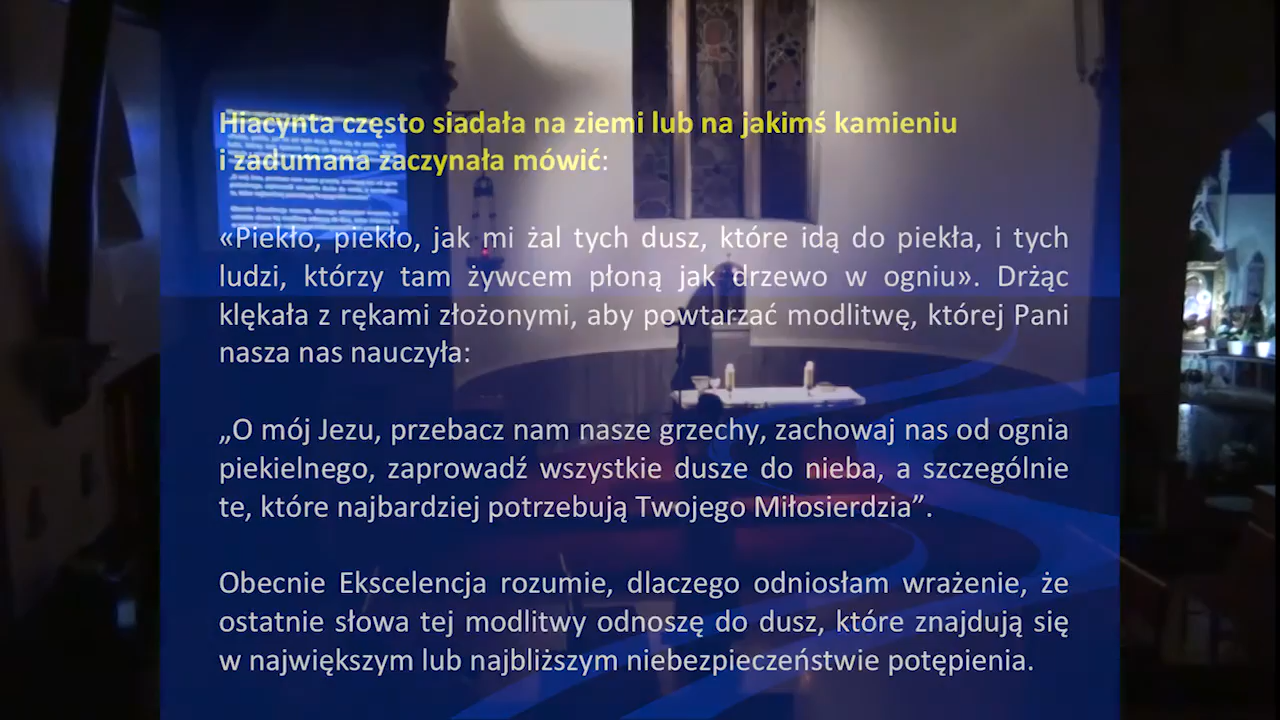 Hiacynta często siadała na ziemi lub na jakimś kamieniu
i zadumana zaczynała mówić:
«Piekło, piekło, jak mi żal tych dusz, które idą do piekła, i tych
ludzi, którzy tam żywcem płoną jak drzewo w ogniu». Drżąc
klękała z rękami złożonymi, aby powtarzać modlitwę, której Pani
nasza nas nauczyła:
„O mój Jezu, przebacz nam nasze grzechy, zachowaj nas od ognia
piekielnego, zaprowadź wszystkie dusze do nieba, a szczególnie
te, które najbardziej potrzebują Twojego Miłosierdzia”.
Obecnie Ekscelencja rozumie, dlaczego odniosłam wrażenie, że
ostatnie słowa tej modlitwy odnoszę do dusz, które znajdują się
w największym lub najbliższym niebezpieczeństwie potępienia.